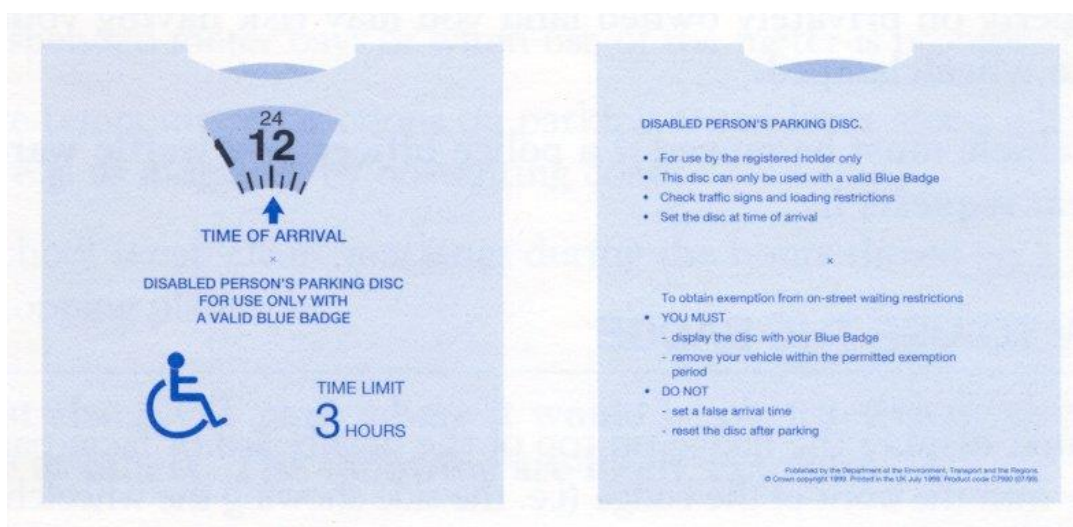 24
12
TIME OF ARRIVAL
×
DISABLED PERSON'S PARKING DISC
FOR USE ONLY WITH
A VALID BLUE BADGE
TIME LIMIT
3 HOURS
DISABLED PERSON'S PARKING DISC.
• For use by the registered holder only
• This disc can only be used with a valid Blue Badge
• Check traffic signs and loading restrictions
• Set the disc at time of arrival
×
To obtain exemption from on-street waiting restrictions
• YOU MUST
- display the disc with your Blue Badge
- remove your vehicle within the permitted exemption
period
• DO NOT
- set a false arrival time
- reset the disc after parking
Published by the Department of the Environment, Transport and the Regions.
© Crown copyright 1999. Printed in the UK July 1999. Product code